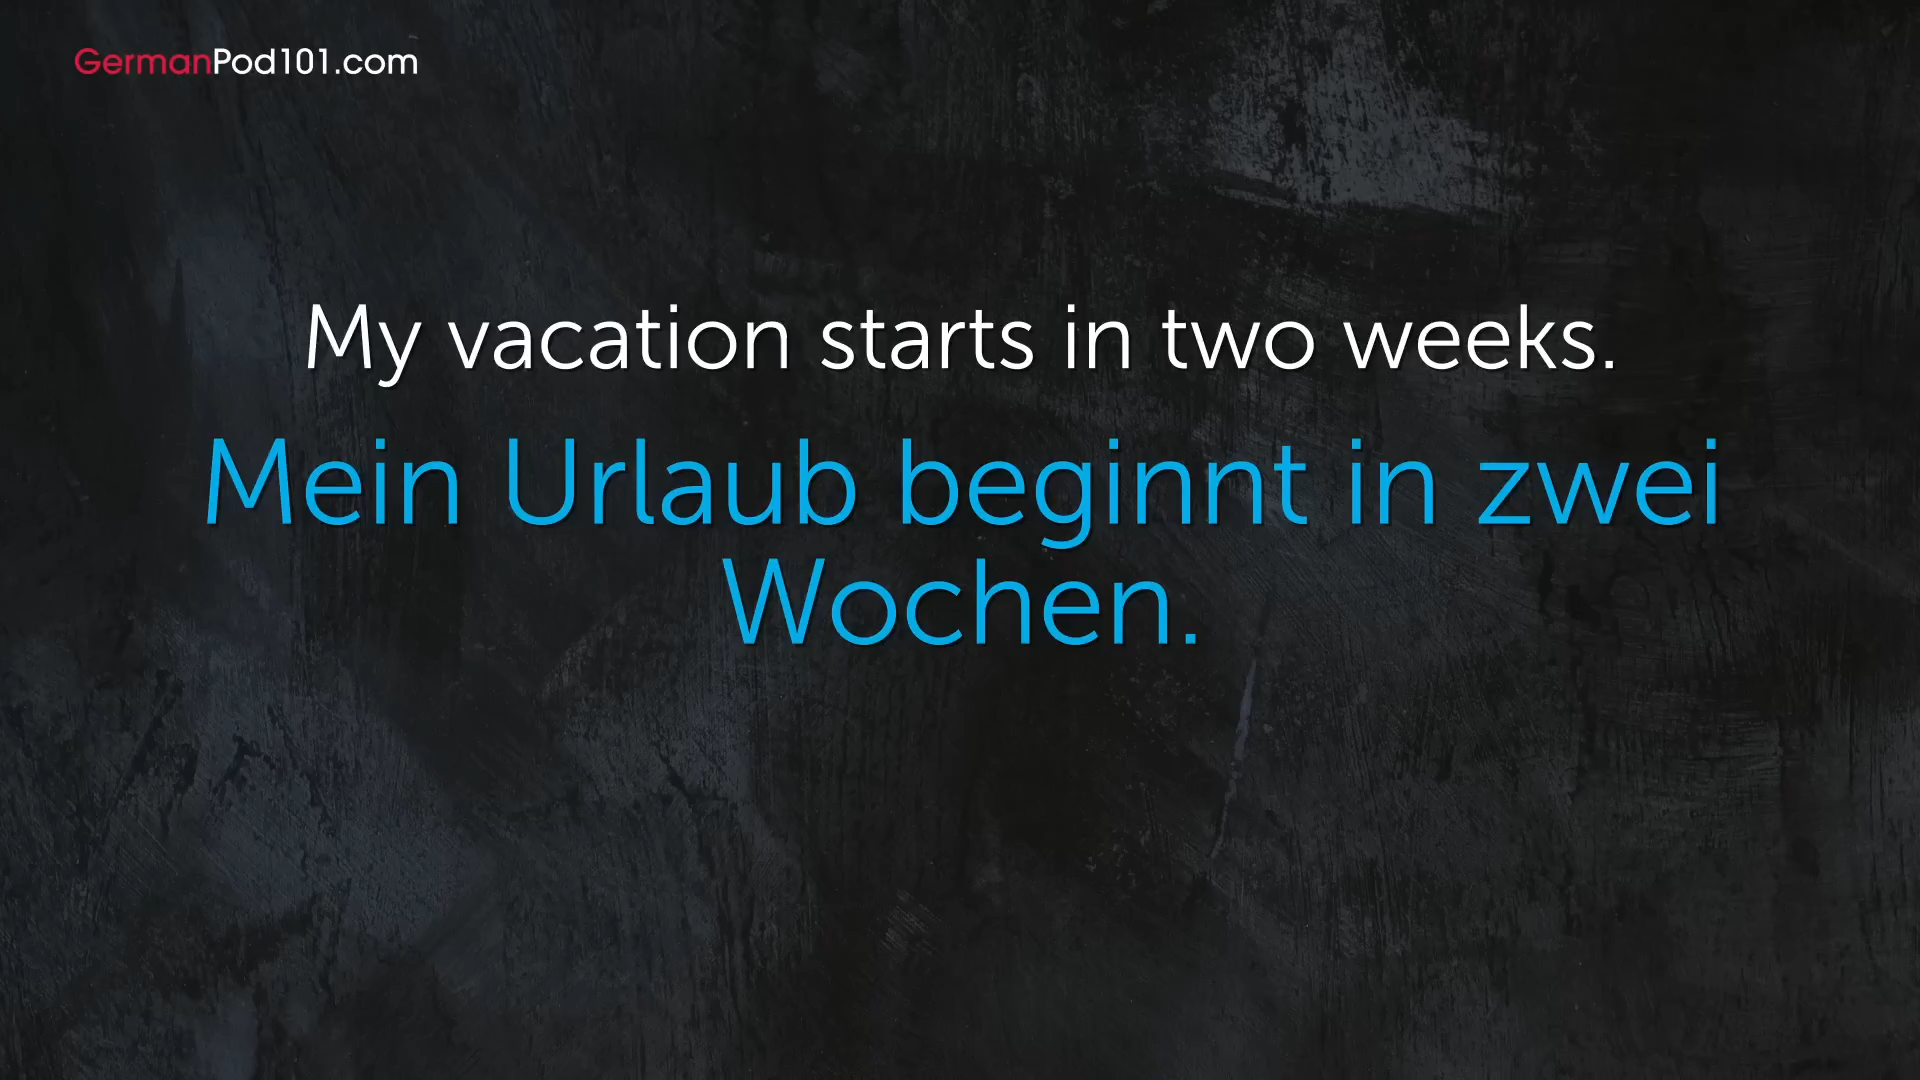 GermanPod101.com
My vacation starts in two weeks.
Mein Urlaub beginnt in zwei
Wochen.